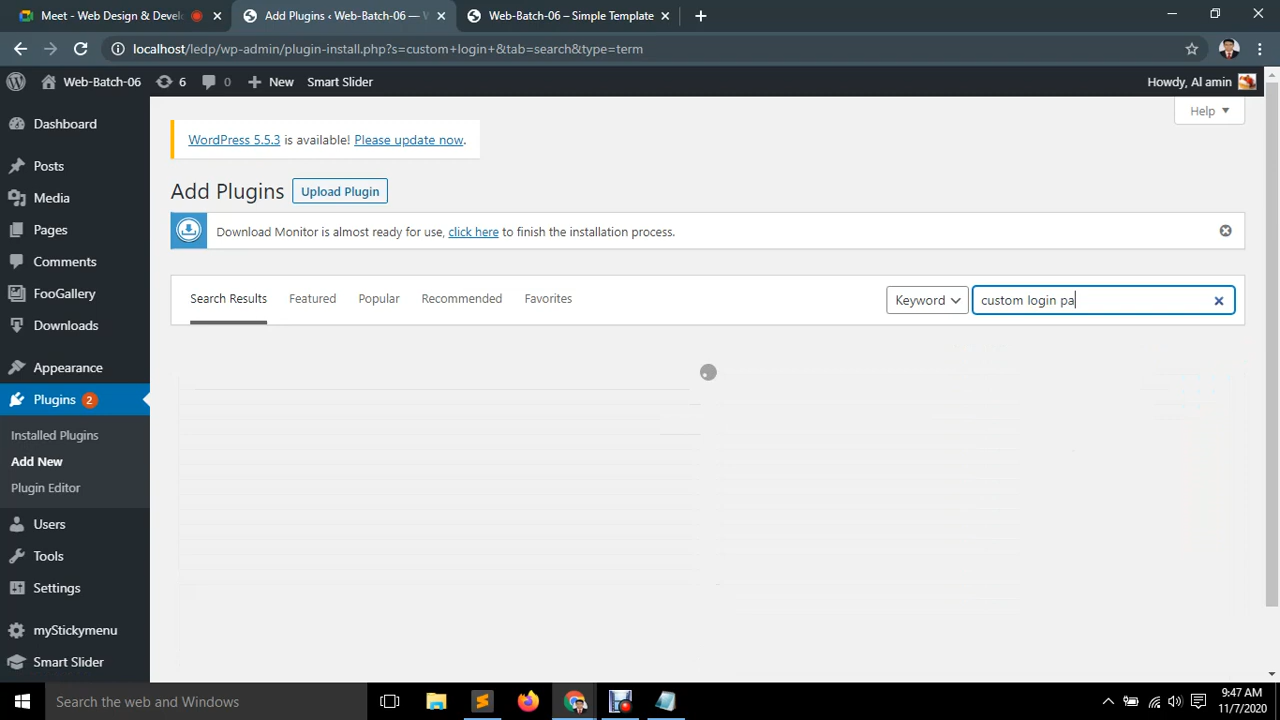 Meet - Web Design & Devel
Add Plugins ‹ Web-Batch-06 — W
Web-Batch-06 – Simple Template
localhost/ledp/wp-admin/plugin-install.php?s=custom+login+&tab=search&type=term
Web-Batch-06
6
0
New
Smart Slider
Howdy, Al amin
Dashboard
Posts
Media
Pages
Comments
FooGallery
Downloads
Appearance
Plugins 2
Installed Plugins
Add New
Plugin Editor
Users
Tools
Settings
myStickymenu
Smart Slider
Help
WordPress 5.5.3 is available! Please update now.
Add Plugins
Upload Plugin
Download Monitor is almost ready for use, click here to finish the installation process.
Search Results
Featured
Popular
Recommended
Favorites
Keyword
custom login pa
Search the web and Windows
9:47 AM
11/7/2020